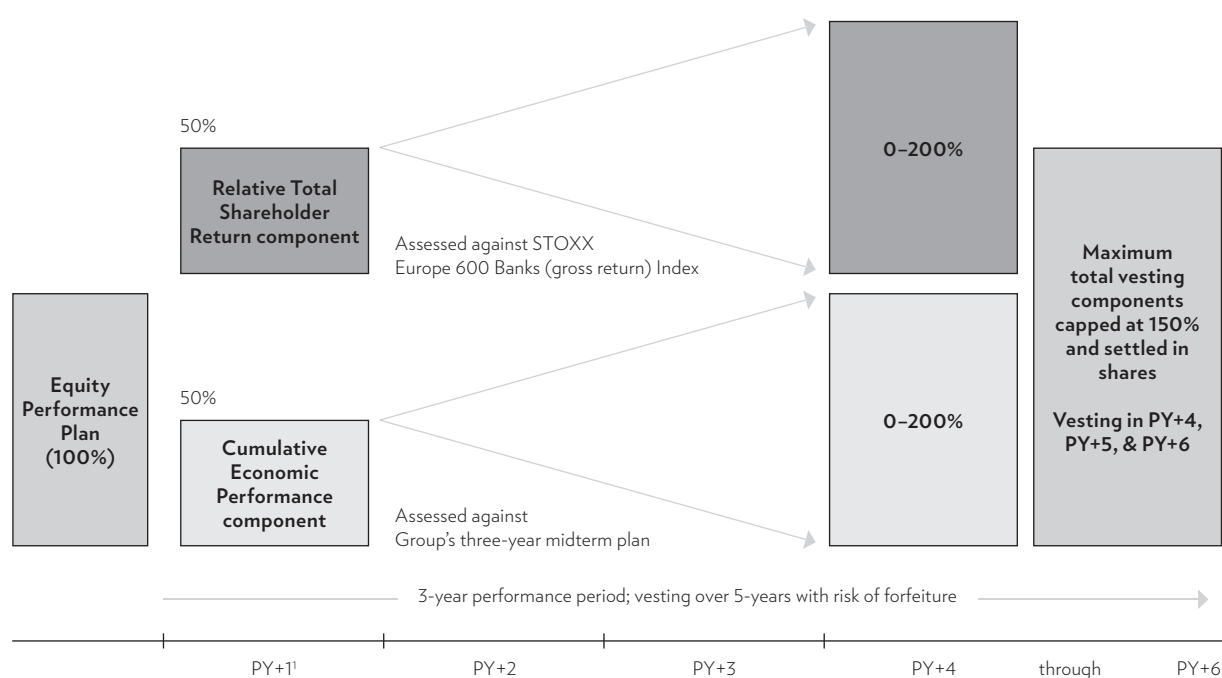 50%
Relative Total
Shareholder
Return component
Assessed against STOXX
Europe 600 Banks (gross return) Index
0–200%
Equity
Performance
Plan
(100%)
50%
Cumulative
Economic
Performance
component
Assessed against
Group’s three-year midterm plan
0–200%
Maximum
total vesting
components
capped at 150%
and settled in
shares
Vesting in PY+4,
PY+5, & PY+6
3-year performance period; vesting over 5-years with risk of forfeiture
PY+1¹ PY+2 PY+3 PY+4 through PY+6